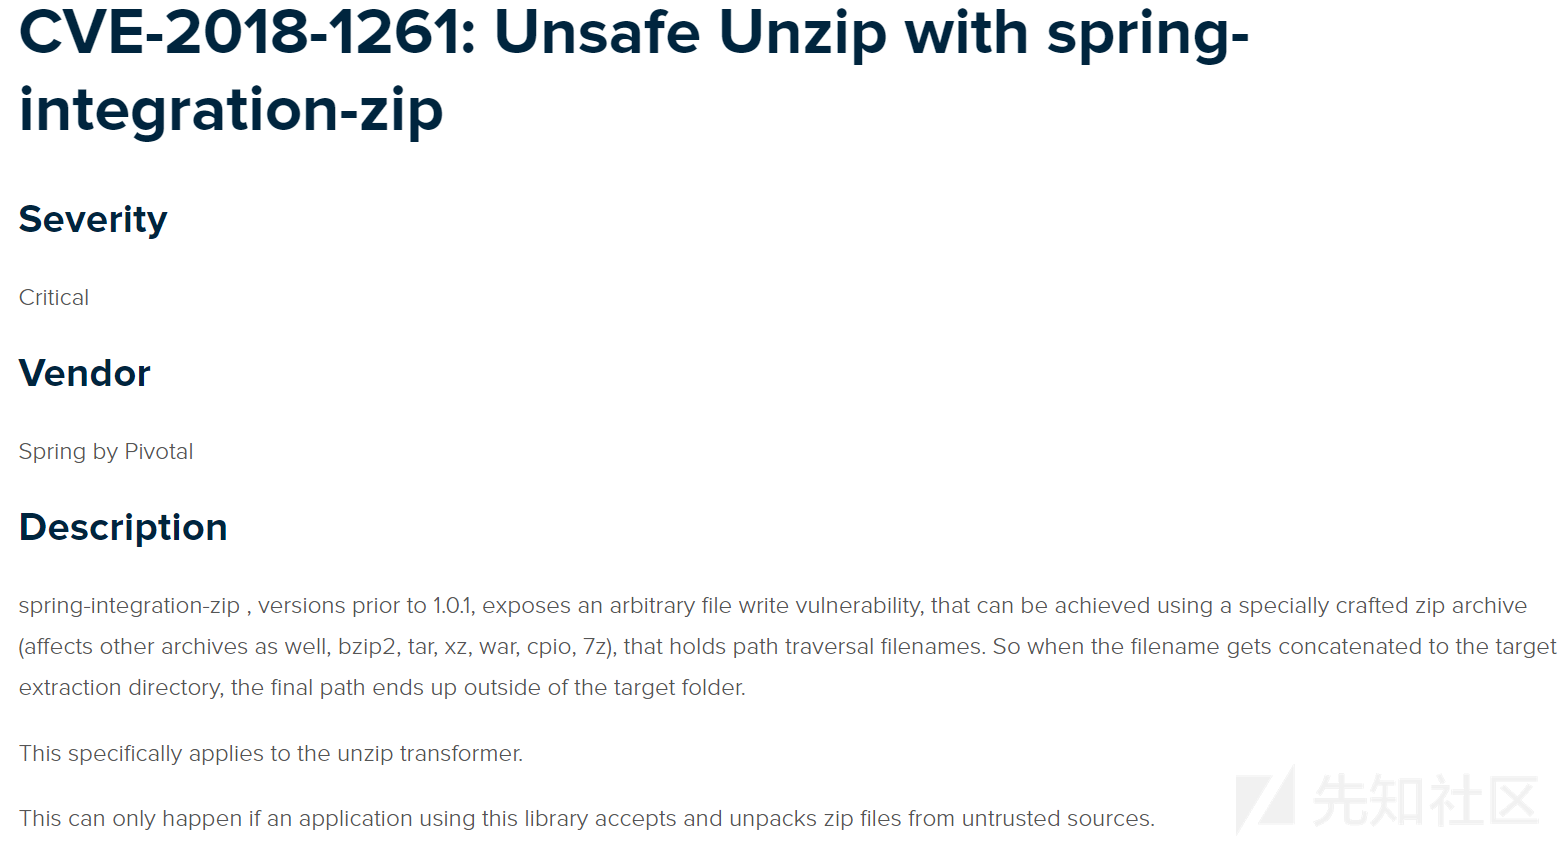 CVE-2018-1261: Unsafe Unzip with spring-
integration-zip
Severity
Critical
Vendor
Spring by Pivotal
Description
spring-integration-zip , versions prior to 1.0.1, exposes an arbitrary file write vulnerability, that can be achieved using a specially crafted zip archive
(affects other archives as well, bzip2, tar, xz, war, cpio, 7z), that holds path traversal filenames. So when the filename gets concatenated to the target
extraction directory, the final path ends up outside of the target folder.
This specifically applies to the unzip transformer.
This can only happen if an application using this library accepts and unpacks zip files from untrusted sources.
先知社区